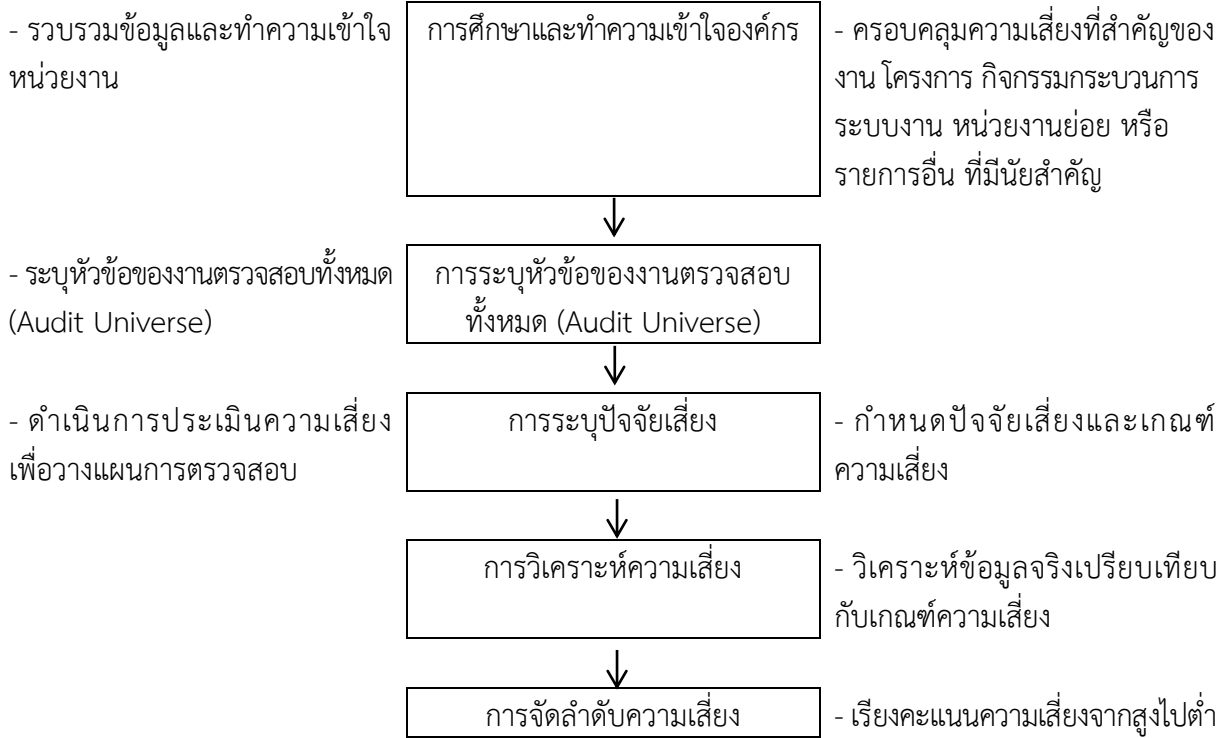 - รวบรวมข้อมูลและทำความเข้าใจ
หน่วยงาน
การศึกษาและทำความเข้าใจองค์กร
- ครอบคลุมความเสี่ยงที่สำคัญของ
งาน โครงการ กิจกรรมกระบวนการ
ระบบงาน หน่วยงานย่อย หรือ
รายการอื่น ที่มีนัยสำคัญ
- ระบุหัวข้อของงานตรวจสอบทั้งหมด
(Audit Universe)
การระบุหัวข้อของงานตรวจสอบ
ทั้งหมด (Audit Universe)
- ดำเนินการประเมินความเสี่ยง
เพื่อวางแผนการตรวจสอบ
การระบุปัจจัยเสี่ยง
- กำหนดปัจจัยเสี่ยงและเกณฑ์
ความเสี่ยง
การวิเคราะห์ความเสี่ยง
- วิเคราะห์ข้อมูลจริงเปรียบเทียบ
กับเกณฑ์ความเสี่ยง
การจัดลำดับความเสี่ยง
- เรียงคะแนนความเสี่ยงจากสูงไปต่ำ